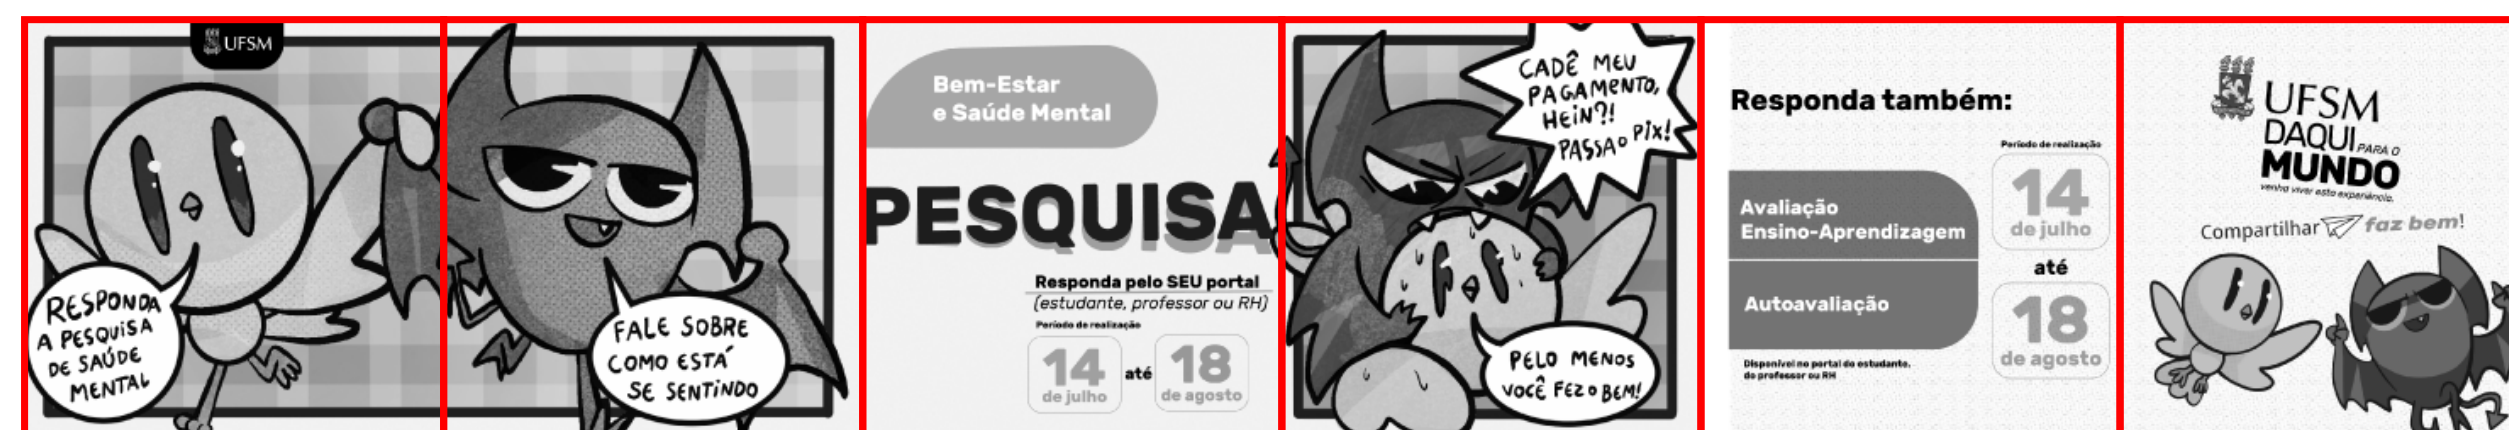 UFSM
RESPONDA
A PESQUISA
DE SAÚDE
MENTAL
FALE SOBRE
COMO ESTÁ
SE SENTINDO
Bem-Estar
e Saúde Mental
PESQUISA
Responda pelo SEU portal
(estudante, professor ou RH)
Período de realização
14 até 18
de julho de agosto
CADÊ MEU
PAGAMENTO,
HEIN?!
PASSA O PIX!
PELO MENOS
VOCÊ FEZ O BEM!
Responda também:
Avaliação
Ensino-Aprendizagem
Autoavaliação
Disponível no portal do estudante,
do professor ou RH
Período de realização
14
de julho
até
18
de agosto
UFSM
DAQUI PARA O
MUNDO
venha viver esta experiência.
Compartilhar faz bem!